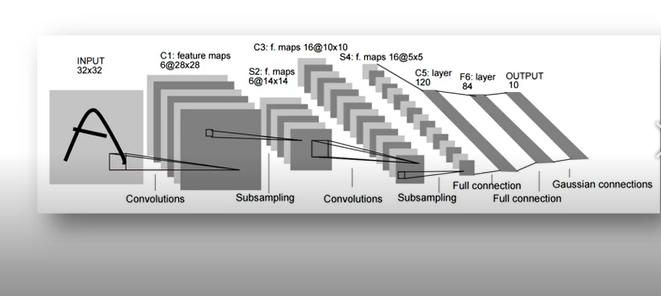 INPUT
32x32
C1: feature maps
6@28x28
C3: f. maps 16@10x10
S2: f. maps
6@14x14
S4: f. maps 16@5x5
C5: layer
120
F6: layer
84
OUTPUT
10
A
Convolutions
Subsampling
Convolutions
Subsampling
Full connection
Full connection
Gaussian connections